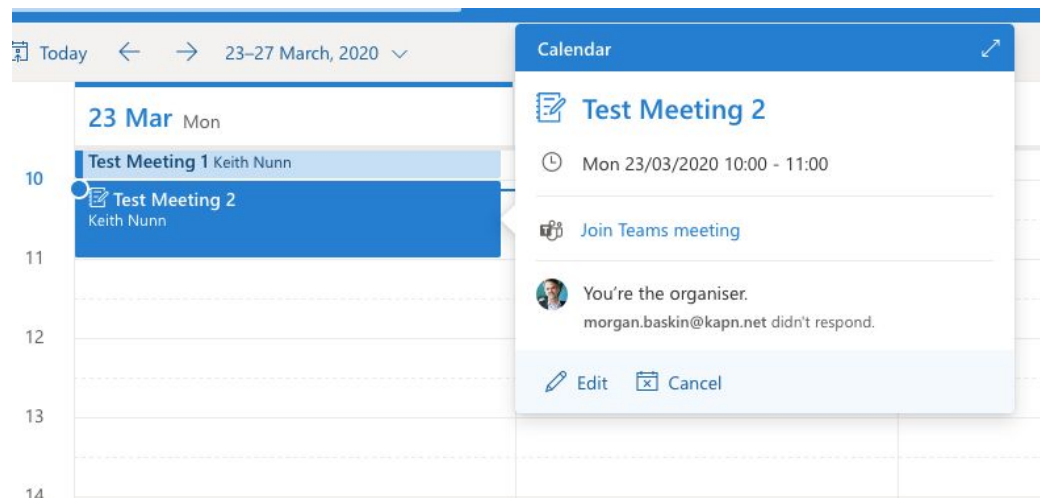 Today 23–27 March, 2020
23 Mar Mon
10
Test Meeting 1 Keith Nunn
Test Meeting 2
Keith Nunn
11
12
13
14
Calendar
Test Meeting 2
Mon 23/03/2020 10:00 - 11:00
Join Teams meeting
You're the organiser.
morgan.baskin@kapn.net didn't respond.
Edit Cancel